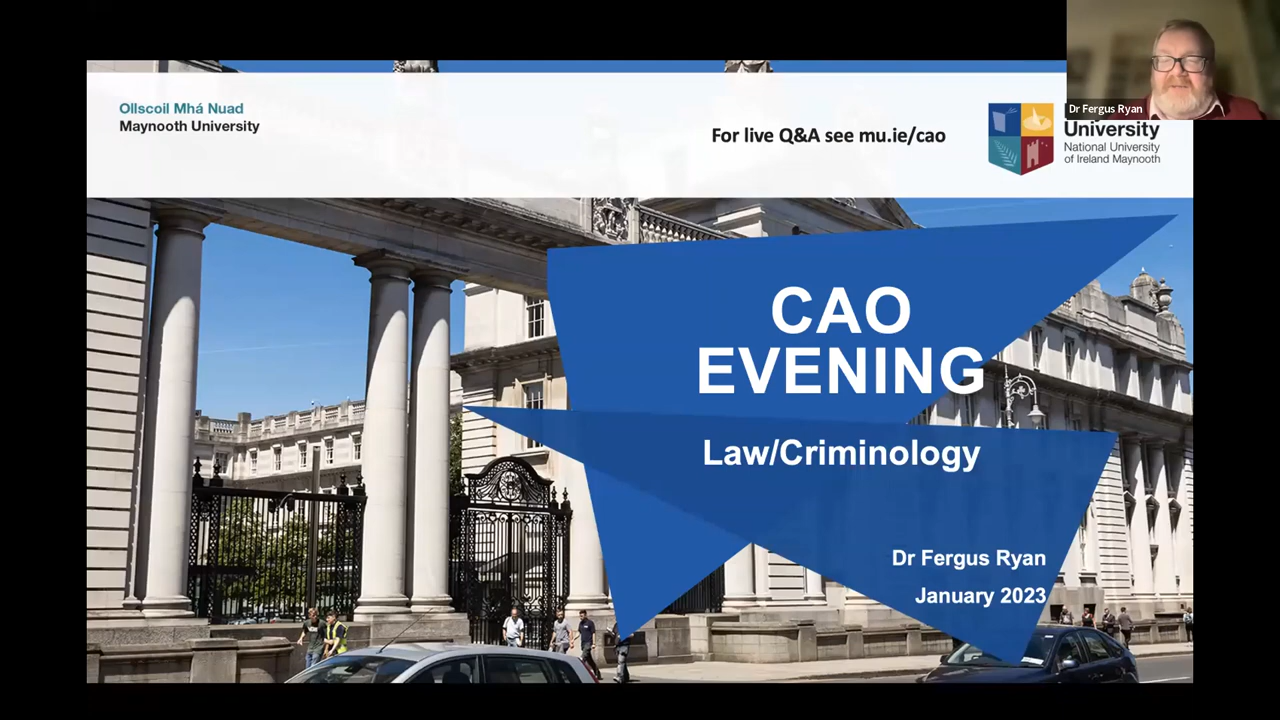 Ollscoil Mhá Nuad
Maynooth University
For live Q&A see mu.ie/cao
Dr Fergus Ryan
University
National University
of Ireland Maynooth
CAO
EVENING
Law/Criminology
Dr Fergus Ryan
January 2023